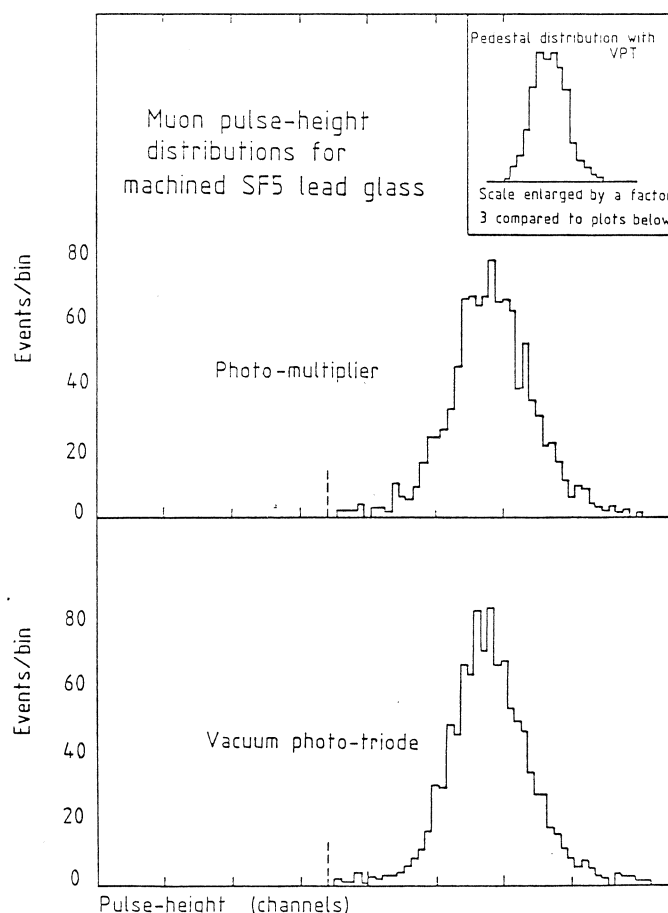 Pedestal distribution with
VPT
Scale enlarged by a factor
3 compared to plots below
Muon pulse-height
distributions for
machined SF5 lead glass
80
60
40
20
0
Events/bin
Photo-multiplier
80
60
40
20
0
Events/bin
Vacuum photo-triode
Pulse-height (channels)